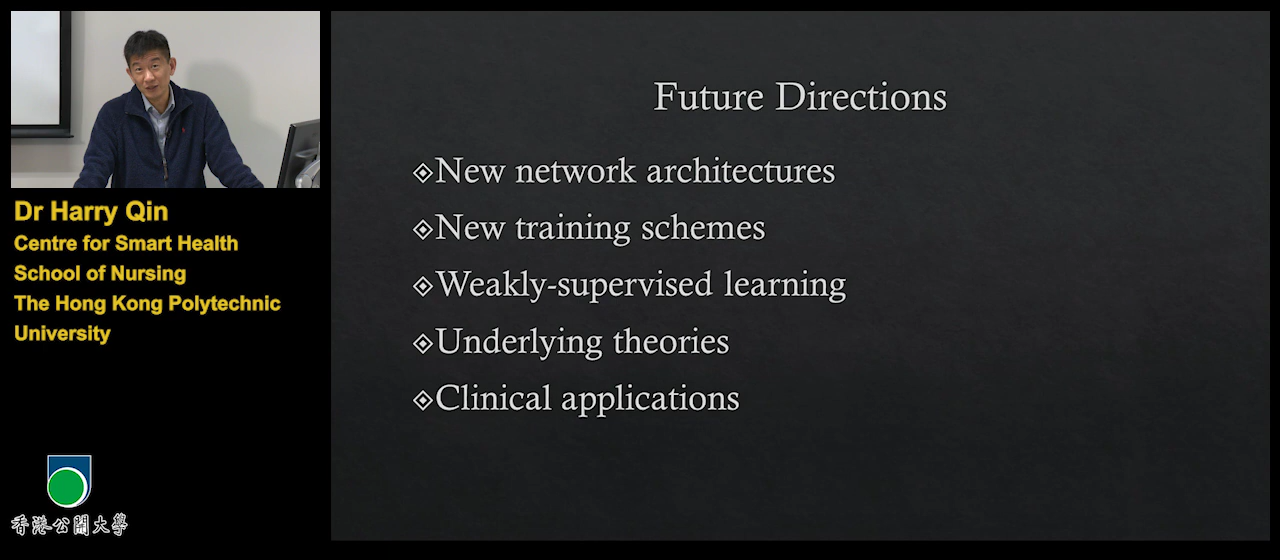 Dr Harry Qin
Centre for Smart Health
School of Nursing
The Hong Kong Polytechnic
University
香港公開大學
Future Directions
New network architectures
New training schemes
Weakly-supervised learning
Underlying theories
Clinical applications